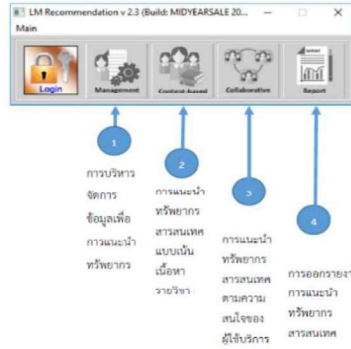 LM Recommendation v 2.3 (Build: MIDYEARSALE 20...
Main
Login
Management
Content-based
Collaborative
Report
1
การบริหาร
จัดการ
ข้อมูลเพื่อ
การแนะนำ
ทรัพยากร
2
การแนะนำ
ทรัพยากร
สารสนเทศ
แบบเน้น
เนื้อหา
รายวิชา
3
การแนะนำ
ทรัพยากร
สารสนเทศ
ตามความ
สนใจของ
ผู้ใช้บริการ
4
การออกรายงา
การแนะนำ
ทรัพยากร
สารสนเทศ